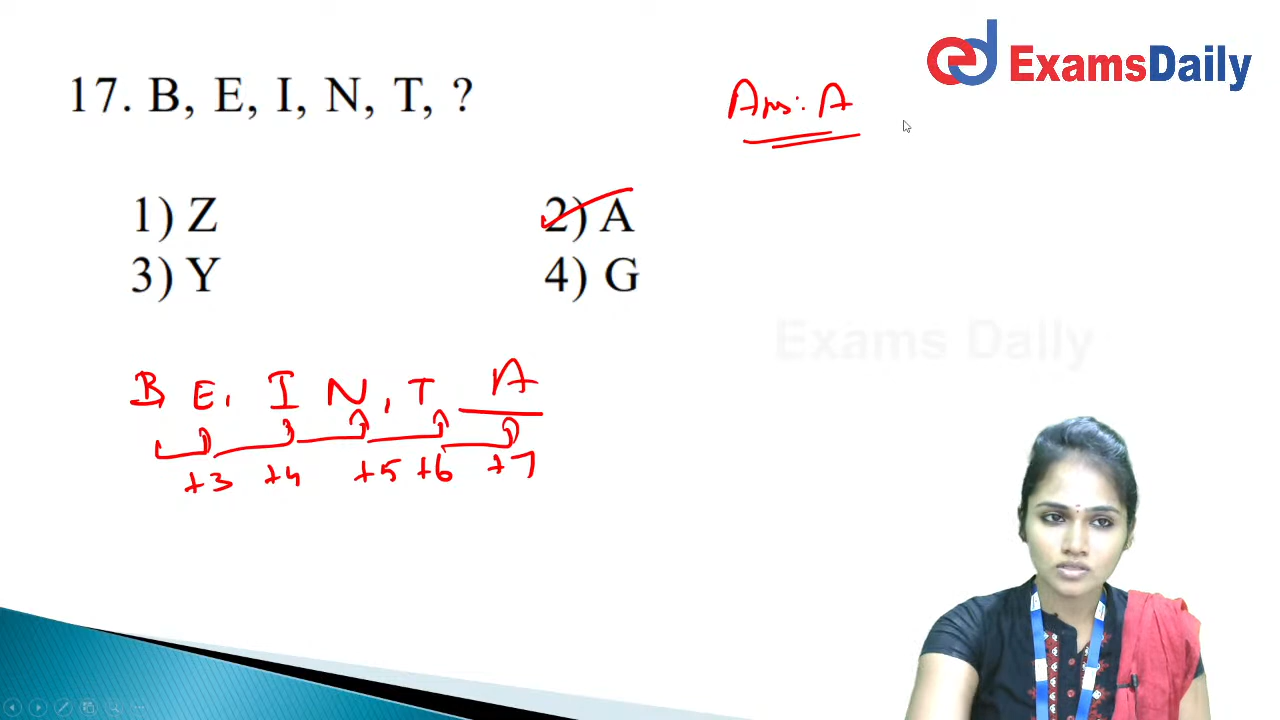 ExamsDaily
17. B, E, I, N, T, ?
Ans: A
1) Z
2) A
3) Y
4) G
Exams Daily
B E, I N, T A
+3 +4 +5 +6 +7